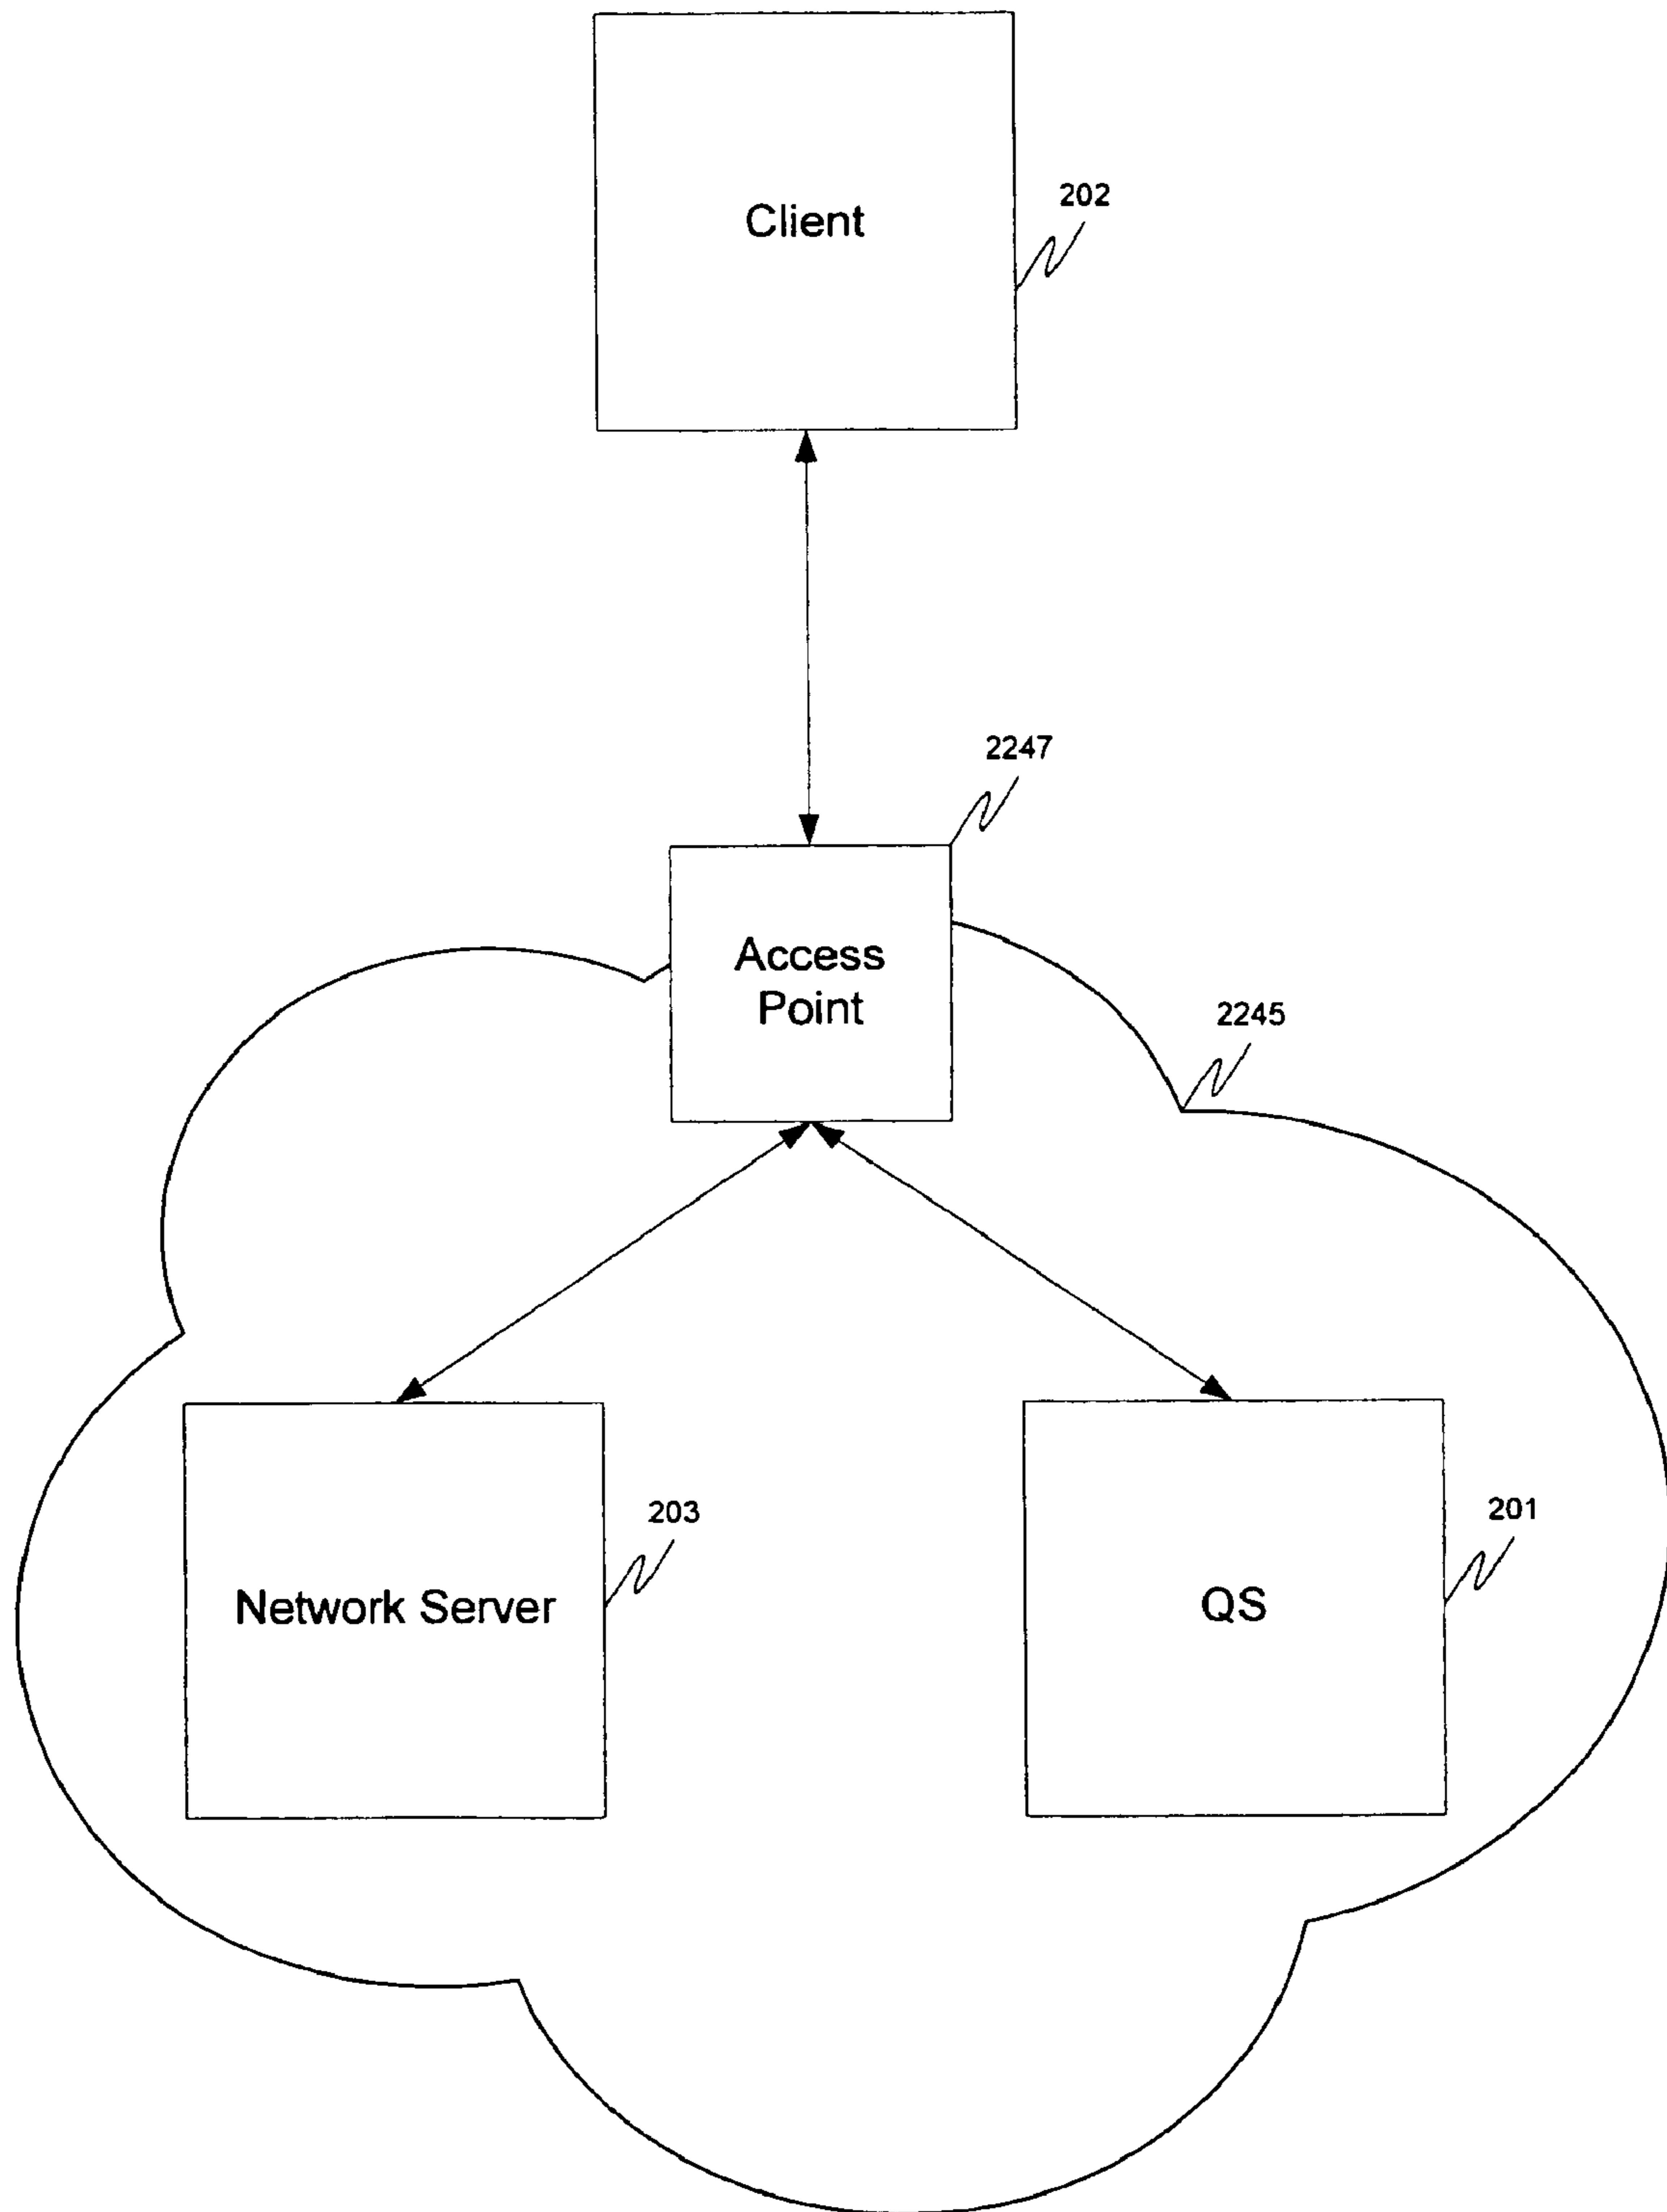 Client
202
2247
Access
Point
2245
203
201
Network Server
QS